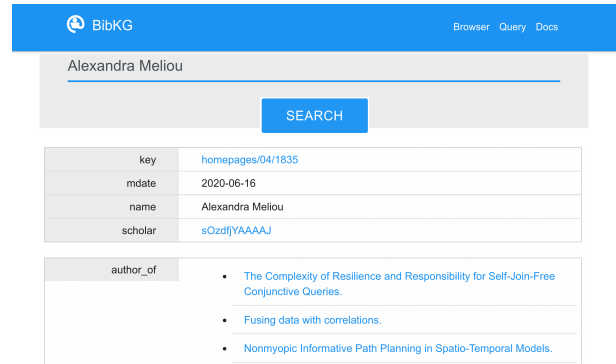 BibKG
Browser Query Docs
Alexandra Meliou
SEARCH
key homepages/04/1835
mdate 2020-06-16
name Alexandra Meliou
scholar sOzdfjYAAAAJ
author_of
• The Complexity of Resilience and Responsibility for Self-Join-Free
Conjunctive Queries.
• Fusing data with correlations.
• Nonmyopic Informative Path Planning in Spatio-Temporal Models.